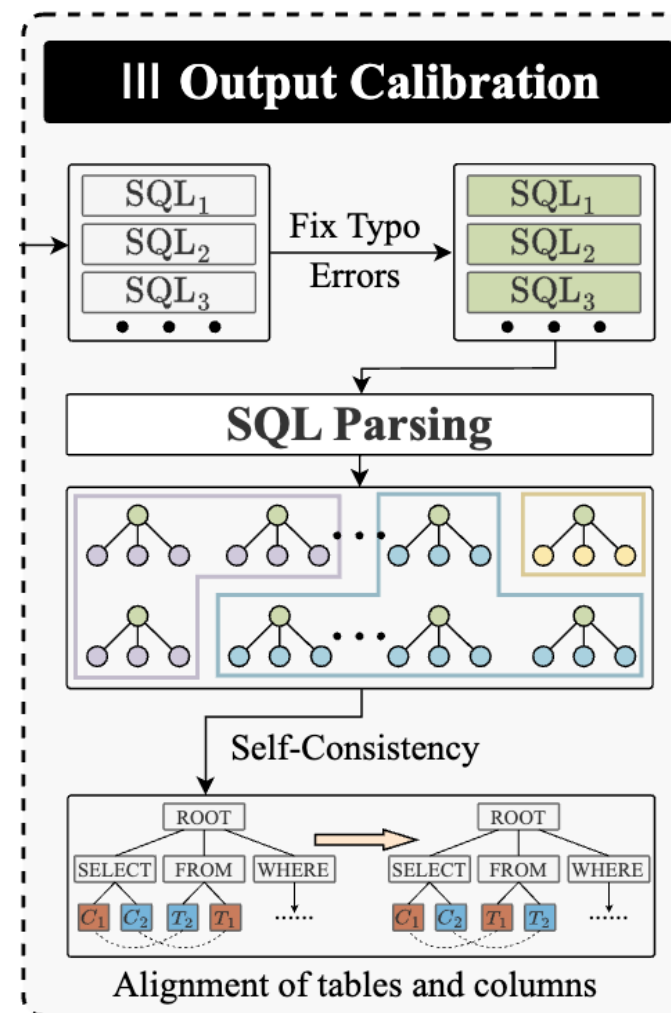 III Output Calibration
SQL₁
SQL₂
SQL₃
• • •
Fix Typo
Errors
SQL₁
SQL₂
SQL₃
• • •
SQL Parsing
• • •
• • •
Self-Consistency
ROOT
SELECT FROM WHERE
C₁ C₂ T₂ T₁ ......
ROOT
SELECT FROM WHERE
C₁ C₂ T₁ T₂ ......
Alignment of tables and columns